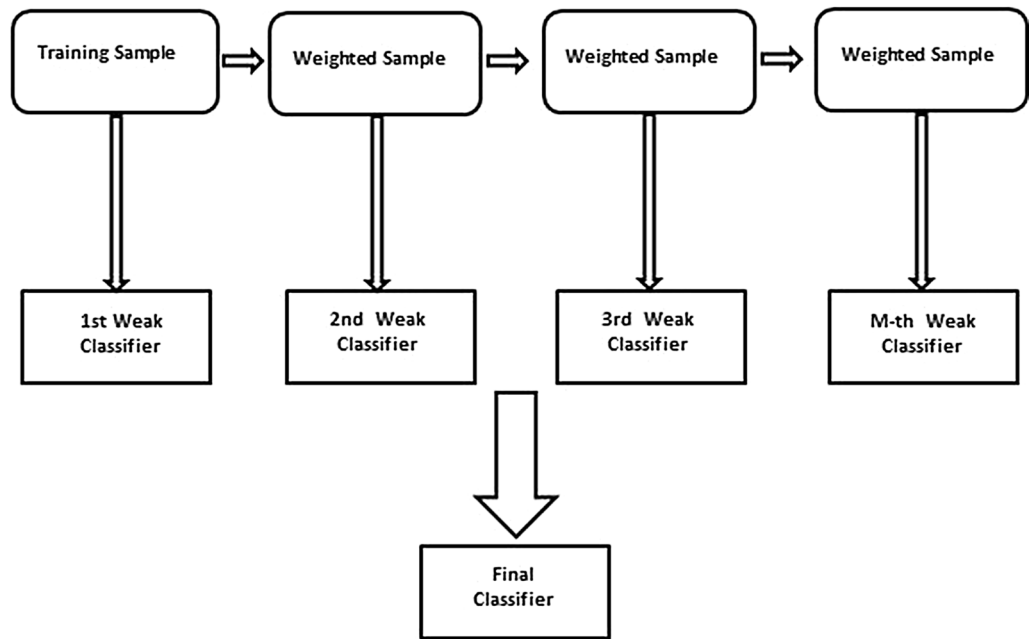 Training Sample
Weighted Sample
Weighted Sample
Weighted Sample
1st Weak
Classifier
2nd Weak
Classifier
3rd Weak
Classifier
M-th Weak
Classifier
Final
Classifier